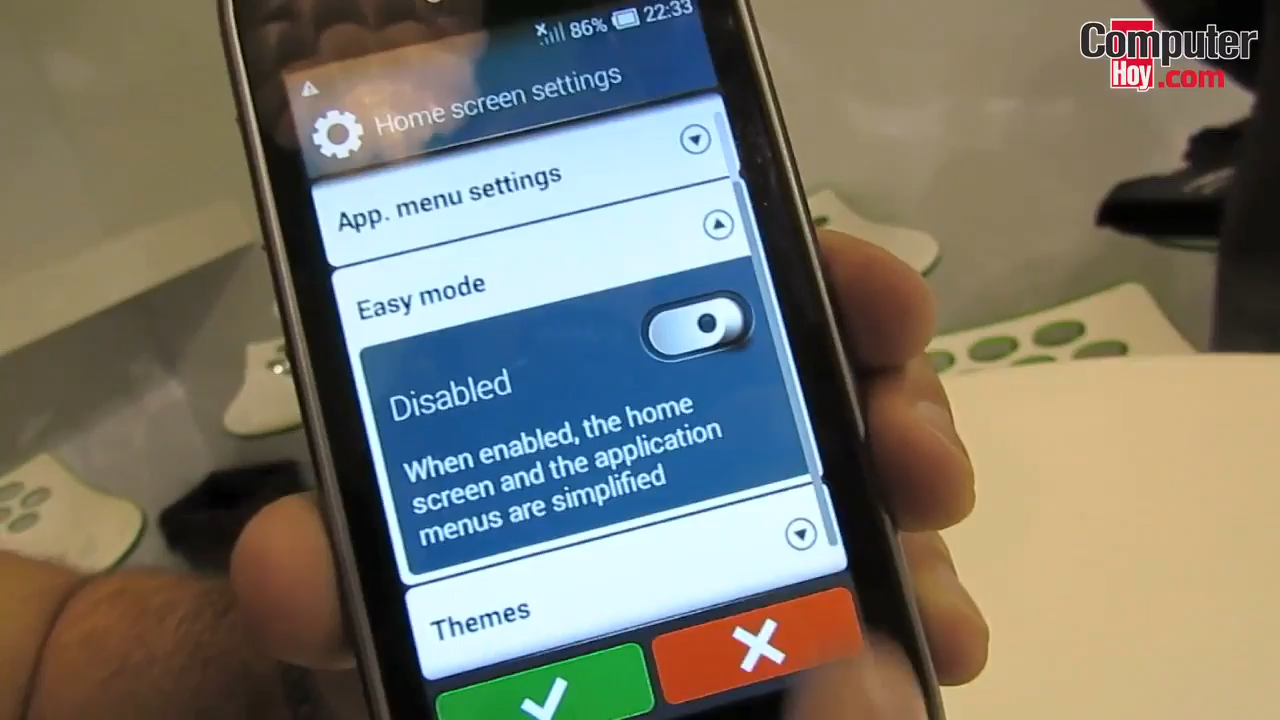 86% 22:33
Computer
Hoy.com
Home screen settings
App. menu settings
Easy mode
Disabled
When enabled, the home
screen and the application
menus are simplified
Themes